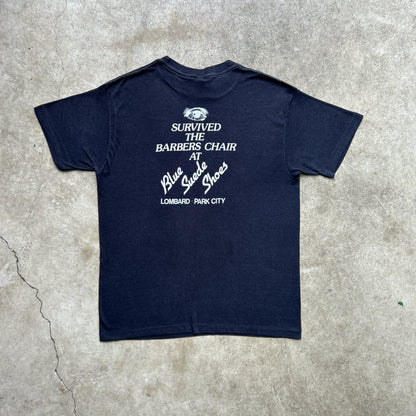 SURVIVED
THE
BARBERS CHAIR
AT
Blue
Suede
Shoes
LOMBARD · PARK CITY